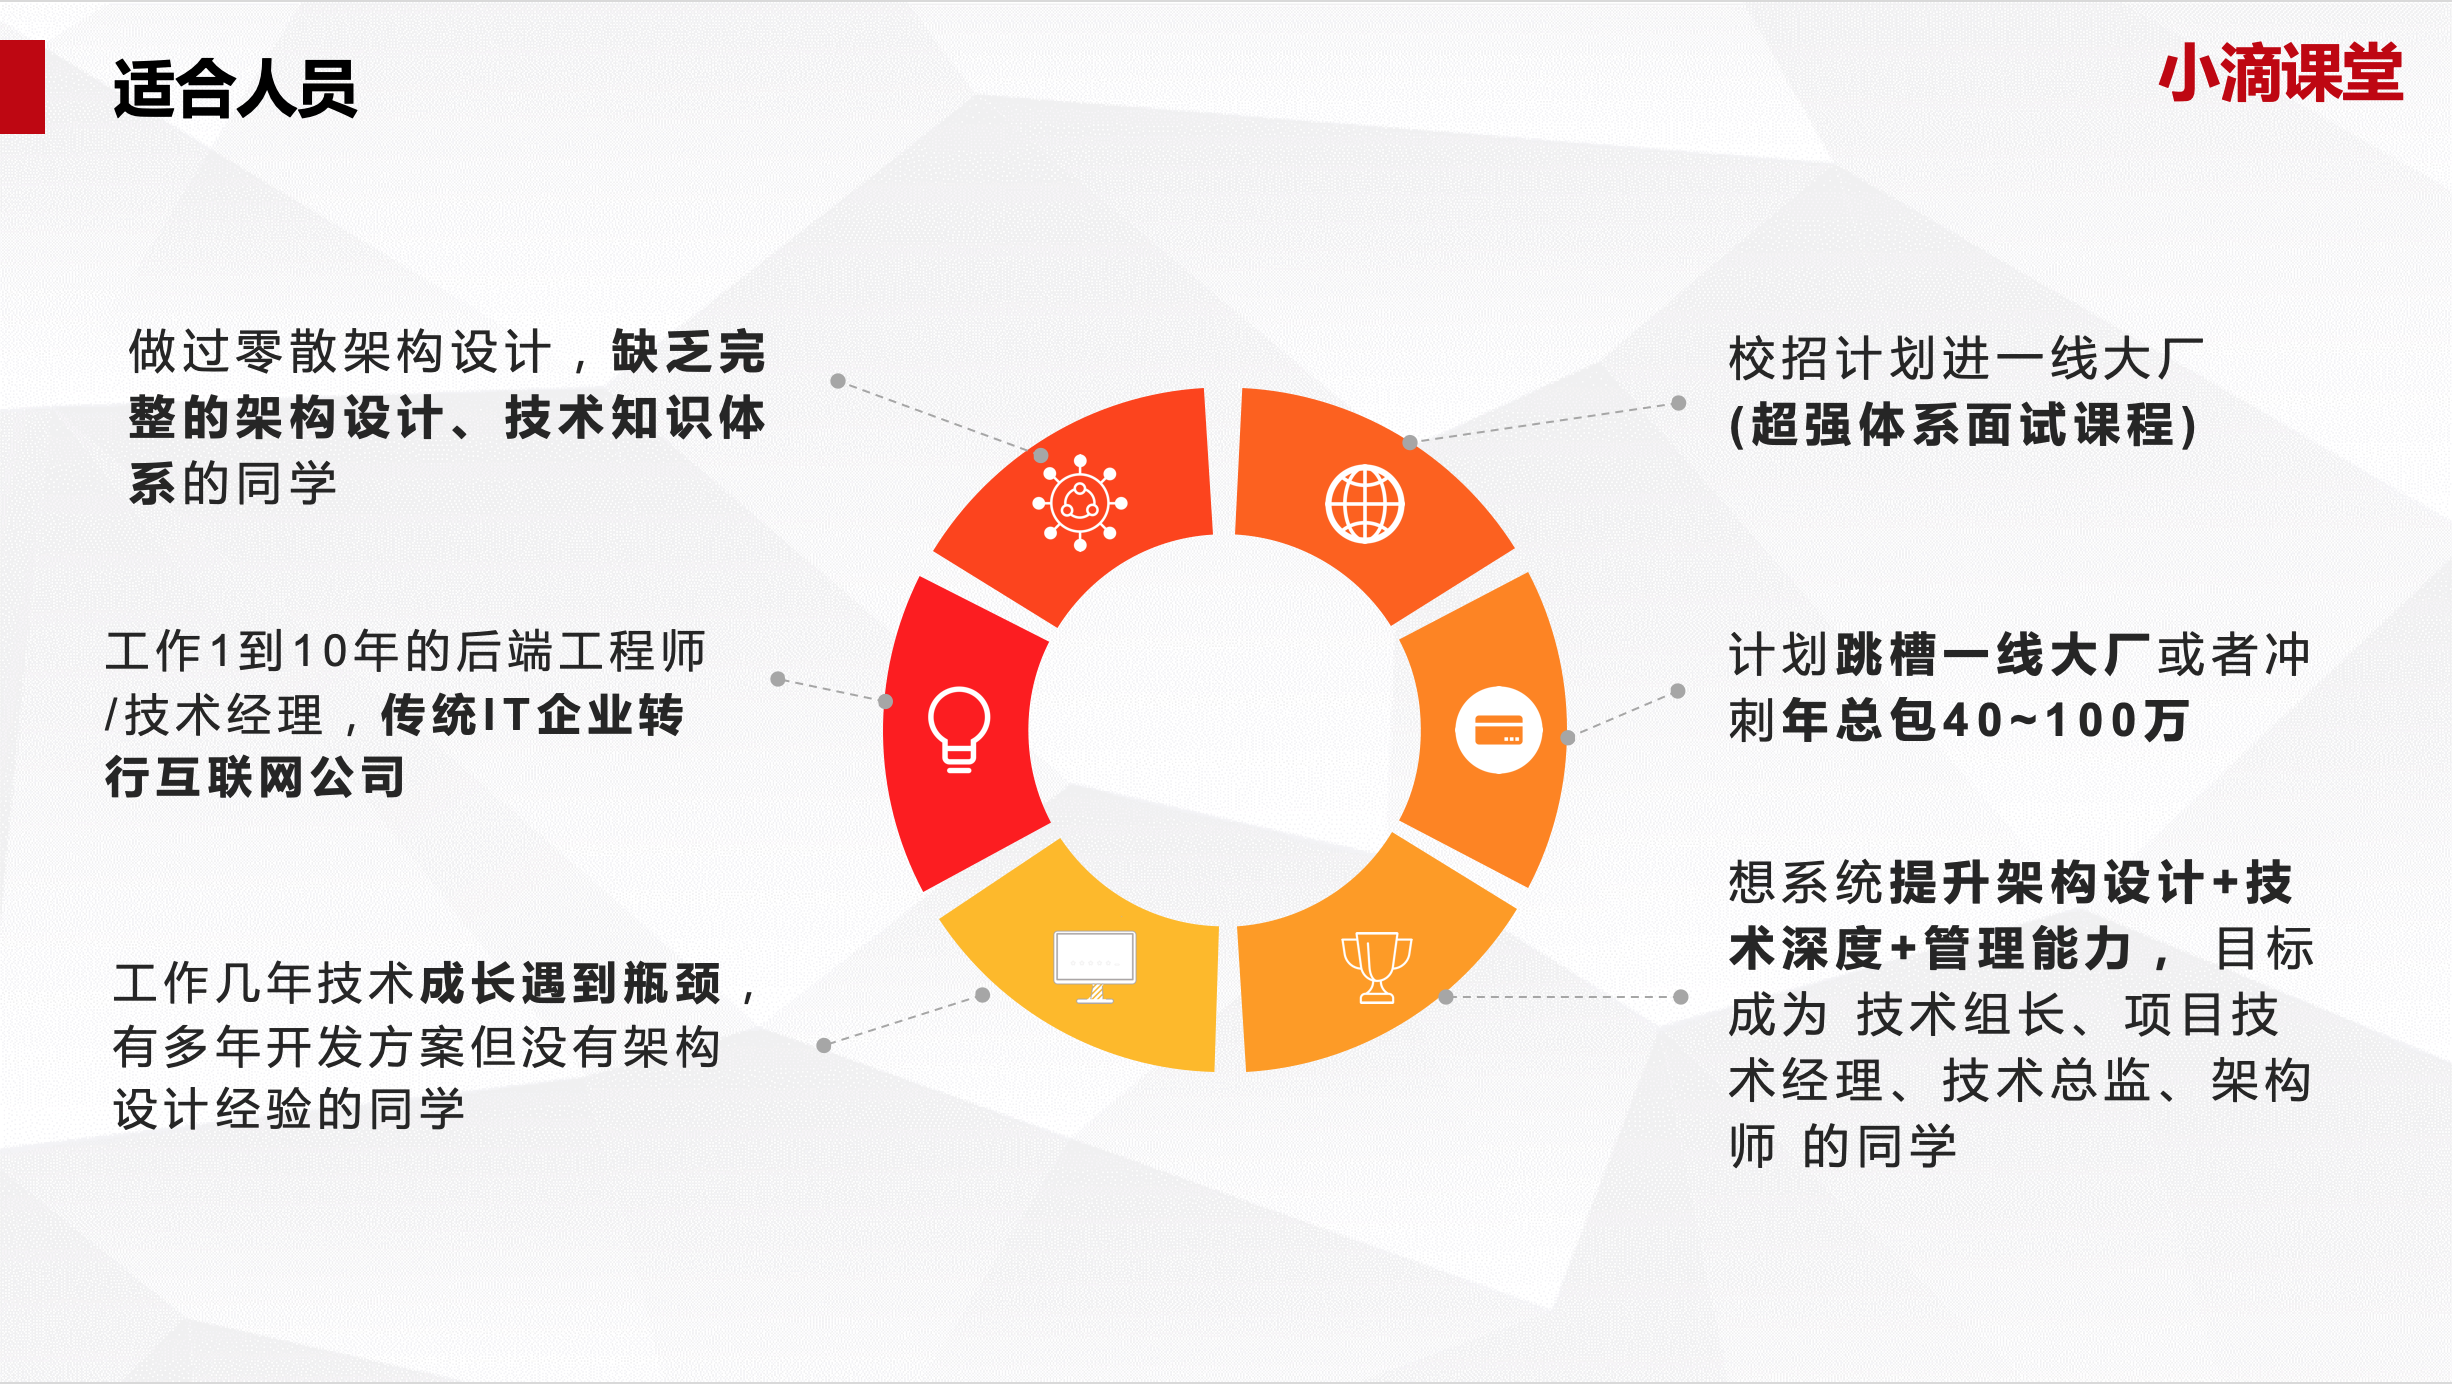 适合人员
小滴课堂
做过零散架构设计，缺乏完
整的架构设计、技术知识体
系的同学
工作1到10年的后端工程师
/技术经理，传统IT企业转
行互联网公司
工作几年技术成长遇到瓶颈，
有多年开发方案但没有架构
设计经验的同学
校招计划进一线大厂
(超强体系面试课程)
计划跳槽一线大厂或者冲
刺年总包40~100万
想系统提升架构设计+技
术深度+管理能力， 目标
成为 技术组长、项目技
术经理、技术总监、架构
师 的同学